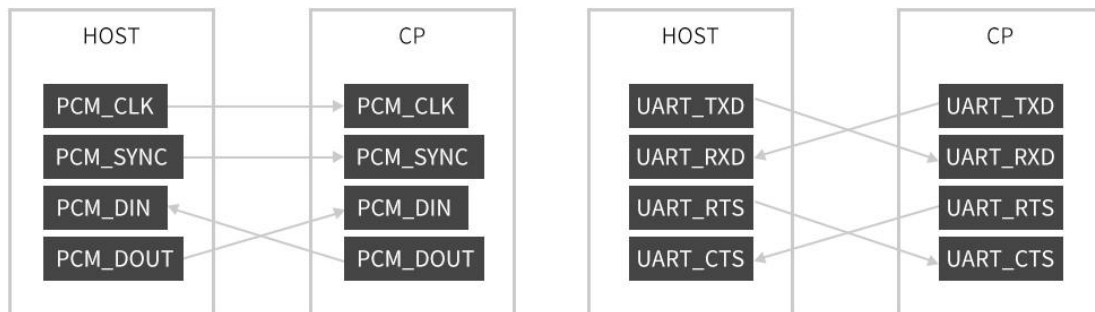 HOST
CP
PCM_CLK
PCM_CLK
PCM_SYNC
PCM_SYNC
PCM_DIN
PCM_DIN
PCM_DOUT
PCM_DOUT
HOST
CP
UART_TXD
UART_TXD
UART_RXD
UART_RXD
UART_RTS
UART_RTS
UART_CTS
UART_CTS